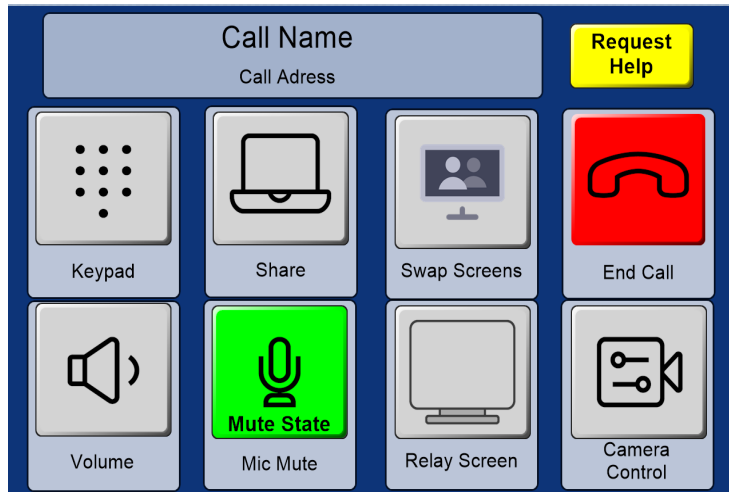 Call Name
Call Adress
Request
Help
Keypad
Share
Swap Screens
End Call
Mute State
Volume
Mic Mute
Relay Screen
Camera
Control